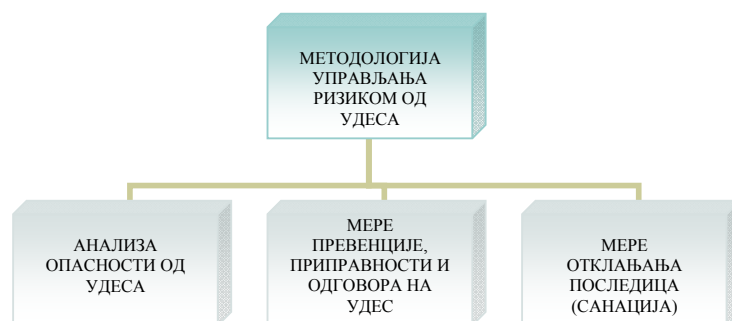 МЕТОДОЛОГИЈА
УПРАВЉАЊА
РИЗИКОМ ОД
УДЕСА
АНАЛИЗА
ОПАСНОСТИ ОД
УДЕСА
МЕРЕ
ПРЕВЕНЦИЈЕ,
ПРИПРАВНОСТИ И
ОДГОВОРА НА
УДЕС
МЕРЕ
ОТКЛАЊАЊА
ПОСЛЕДИЦА
(САНАЦИЈА)